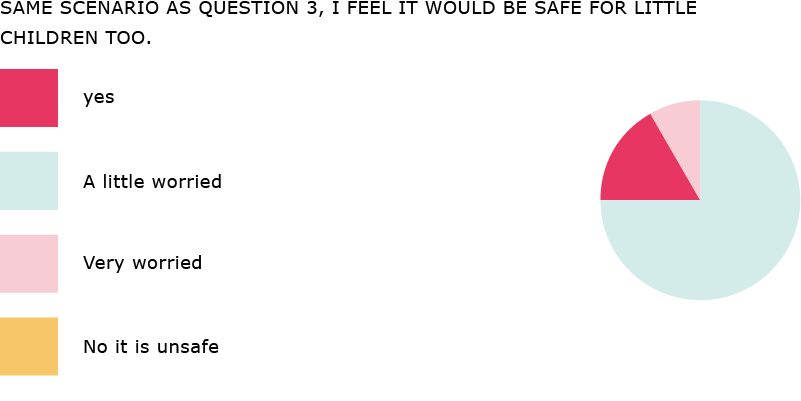 SAME SCENARIO AS QUESTION 3, I FEEL IT WOULD BE SAFE FOR LITTLE
CHILDREN TOO.
yes
A little worried
Very worried
No it is unsafe